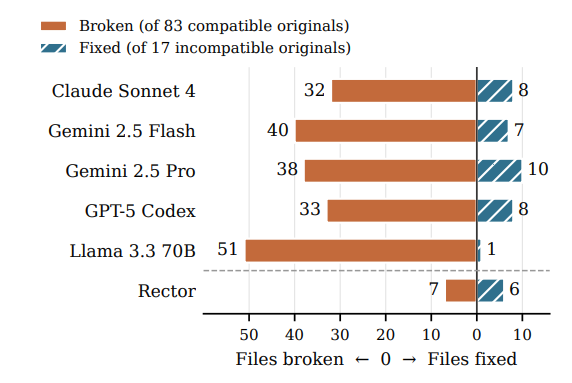 Broken (of 83 compatible originals)
Fixed (of 17 incompatible originals)
Claude Sonnet 4 32 8
Gemini 2.5 Flash 40 7
Gemini 2.5 Pro 38 10
GPT-5 Codex 33 8
Llama 3.3 70B 51 1
Rector 7 6
50 40 30 20 10 0 10
Files broken ← 0 → Files fixed